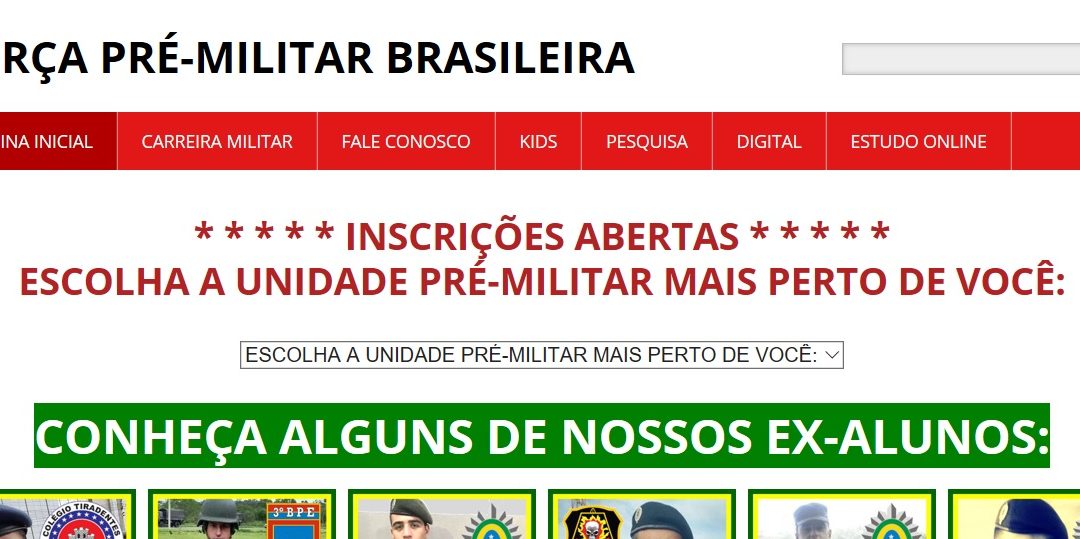 RÇA PRÉ-MILITAR BRASILEIRA
INA INICIAL CARREIRA MILITAR FALE CONOSCO KIDS PESQUISA DIGITAL ESTUDO ONLINE
* * * * * INSCRIÇÕES ABERTAS * * * * *
ESCOLHA A UNIDADE PRÉ-MILITAR MAIS PERTO DE VOCÊ:
ESCOLHA A UNIDADE PRÉ-MILITAR MAIS PERTO DE VOCÊ:
CONHEÇA ALGUNS DE NOSSOS EX-ALUNOS:
COLÉGIO TIRADENTES
3º BPE